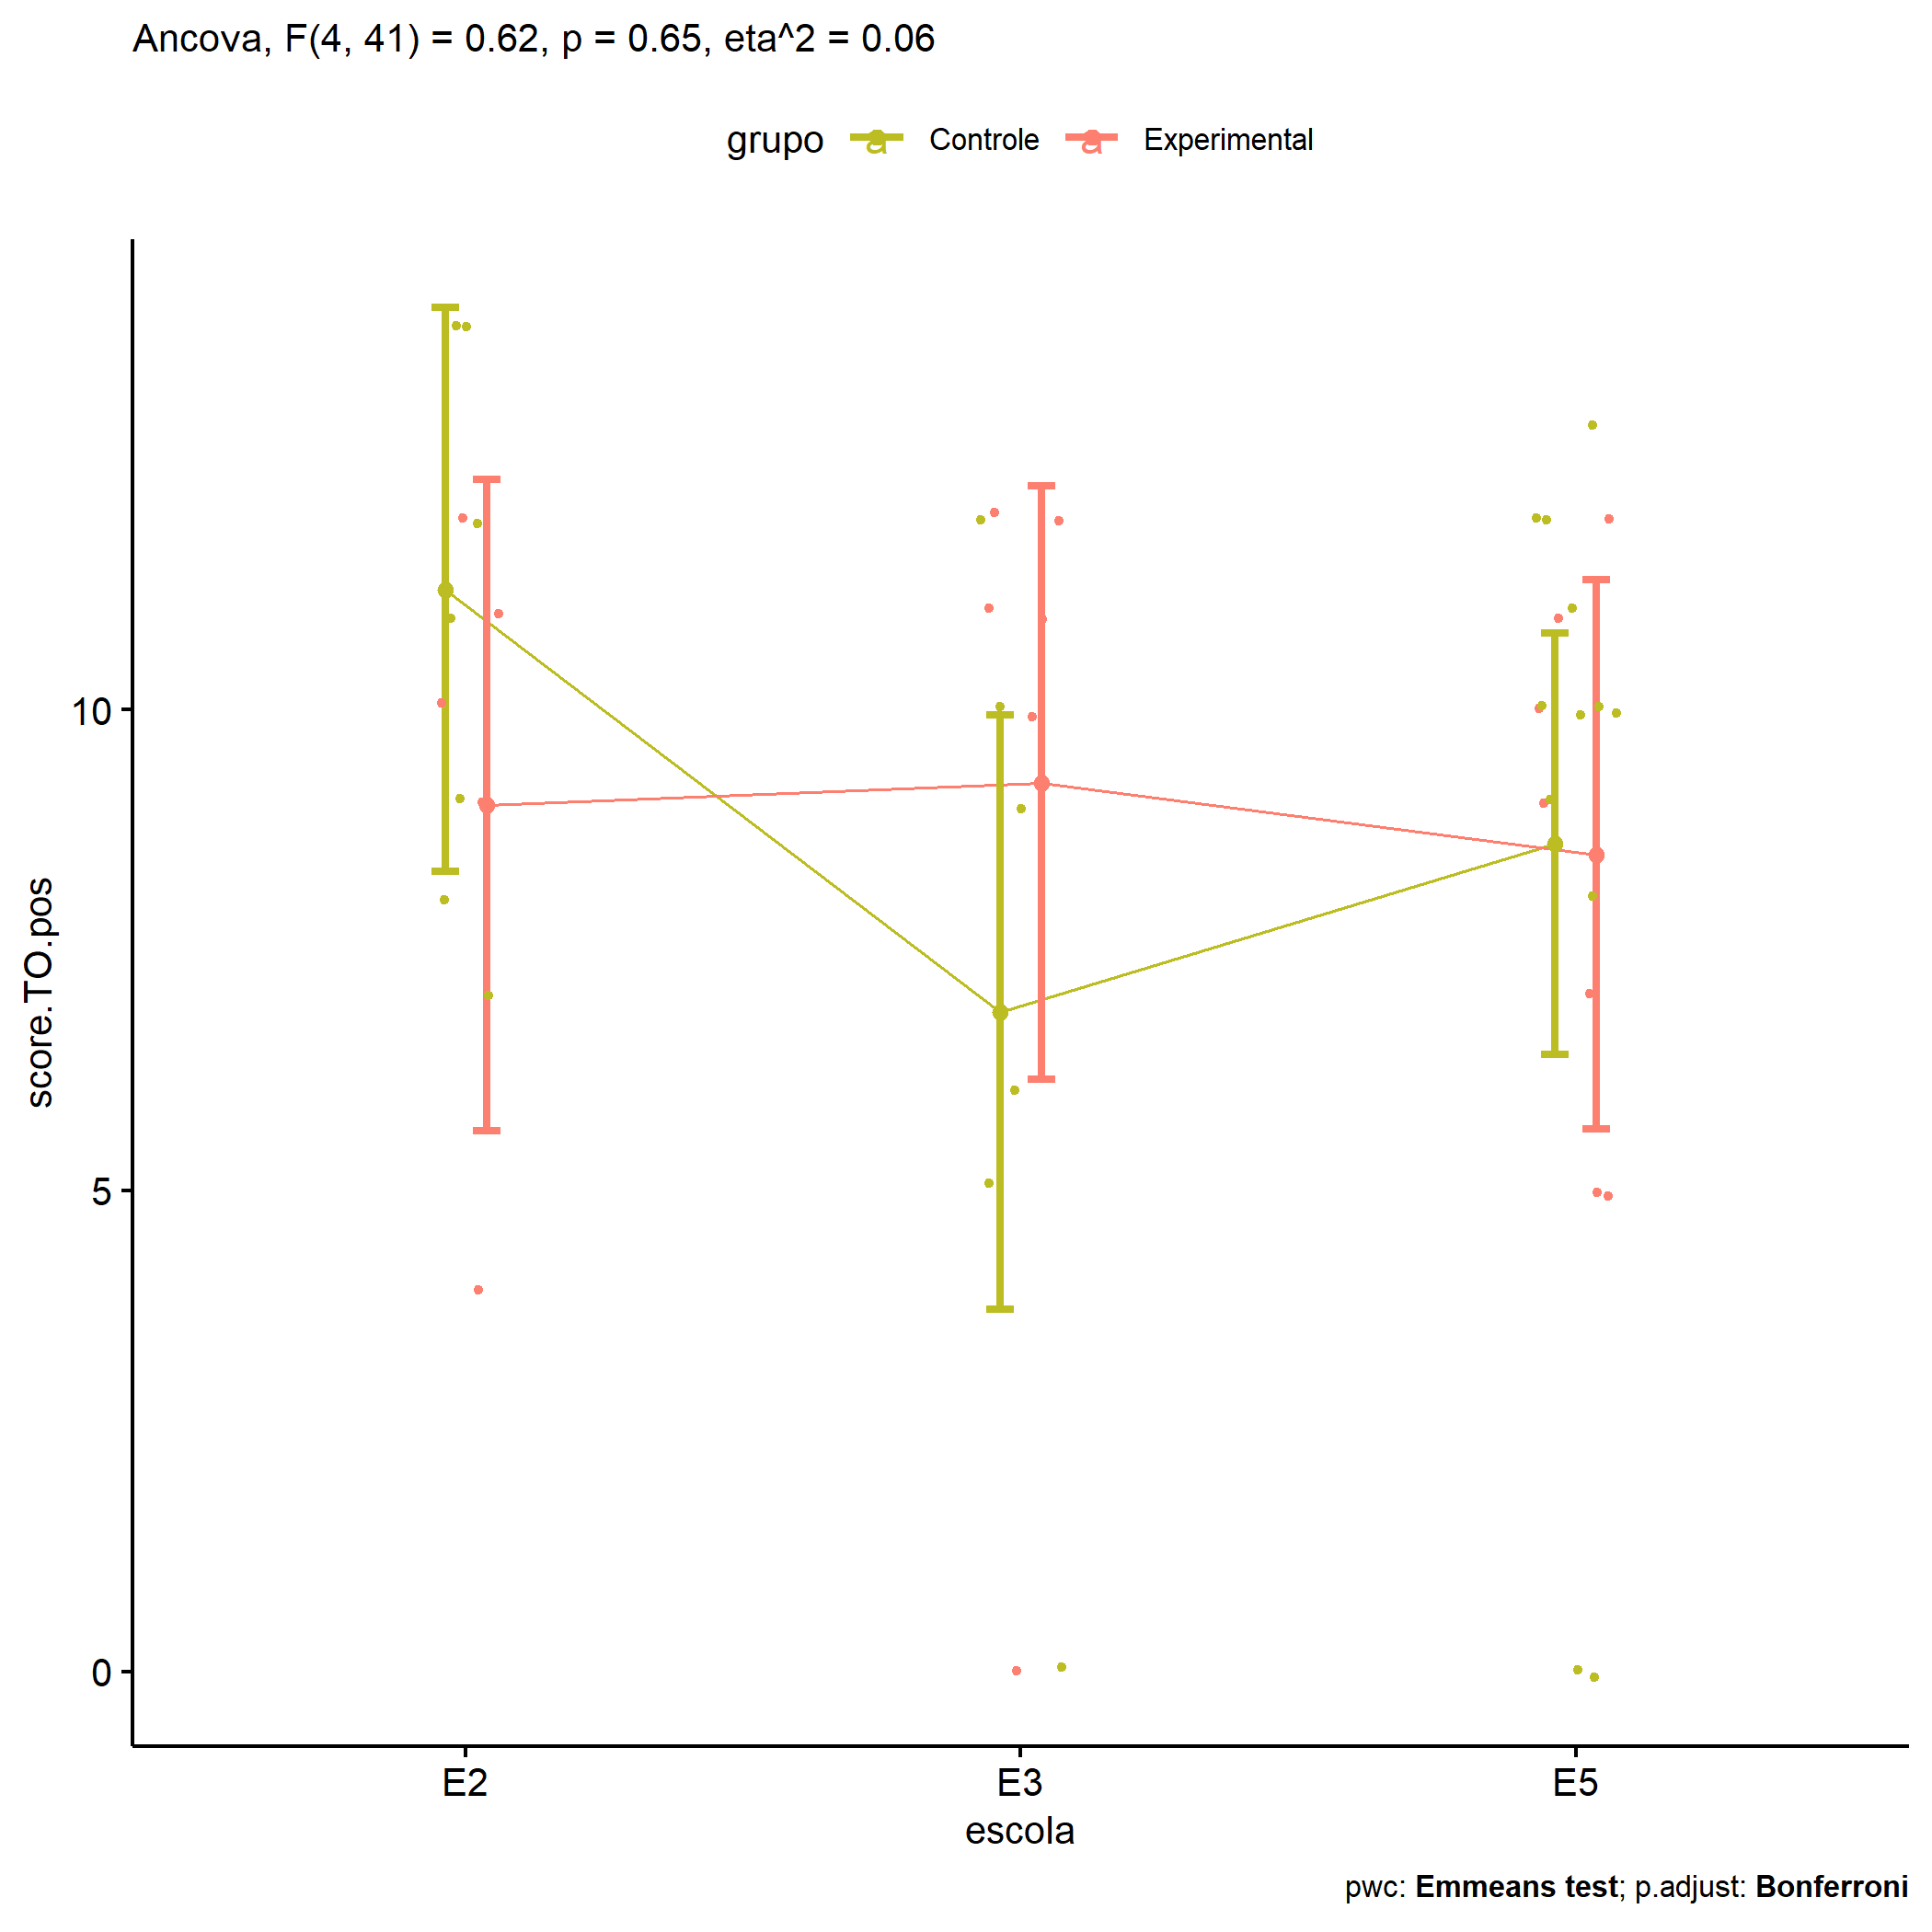 Ancova, F(4, 41) = 0.62, p = 0.65, eta^2 = 0.06
grupo a Controle a Experimental
10
5
0
score.TO.pos
E2 E3 E5
escola
pwc: Emmeans test; p.adjust: Bonferroni